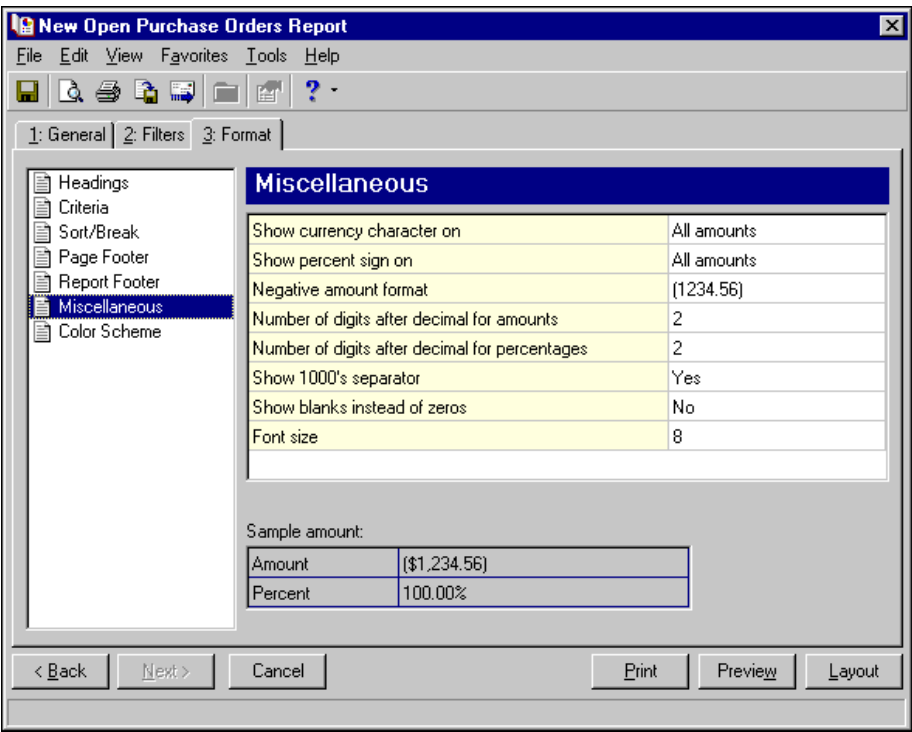 New Open Purchase Orders Report
File Edit View Favorites Tools Help
1: General 2: Filters 3: Format
Headings
Criteria
Sort/Break
Page Footer
Report Footer
Miscellaneous
Color Scheme
Miscellaneous
Show currency character on All amounts
Show percent sign on All amounts
Negative amount format (1234.56)
Number of digits after decimal for amounts 2
Number of digits after decimal for percentages 2
Show 1000's separator Yes
Show blanks instead of zeros No
Font size 8
Sample amount:
Amount ($1,234.56)
Percent 100.00%
< Back Next > Cancel Print Preview Layout